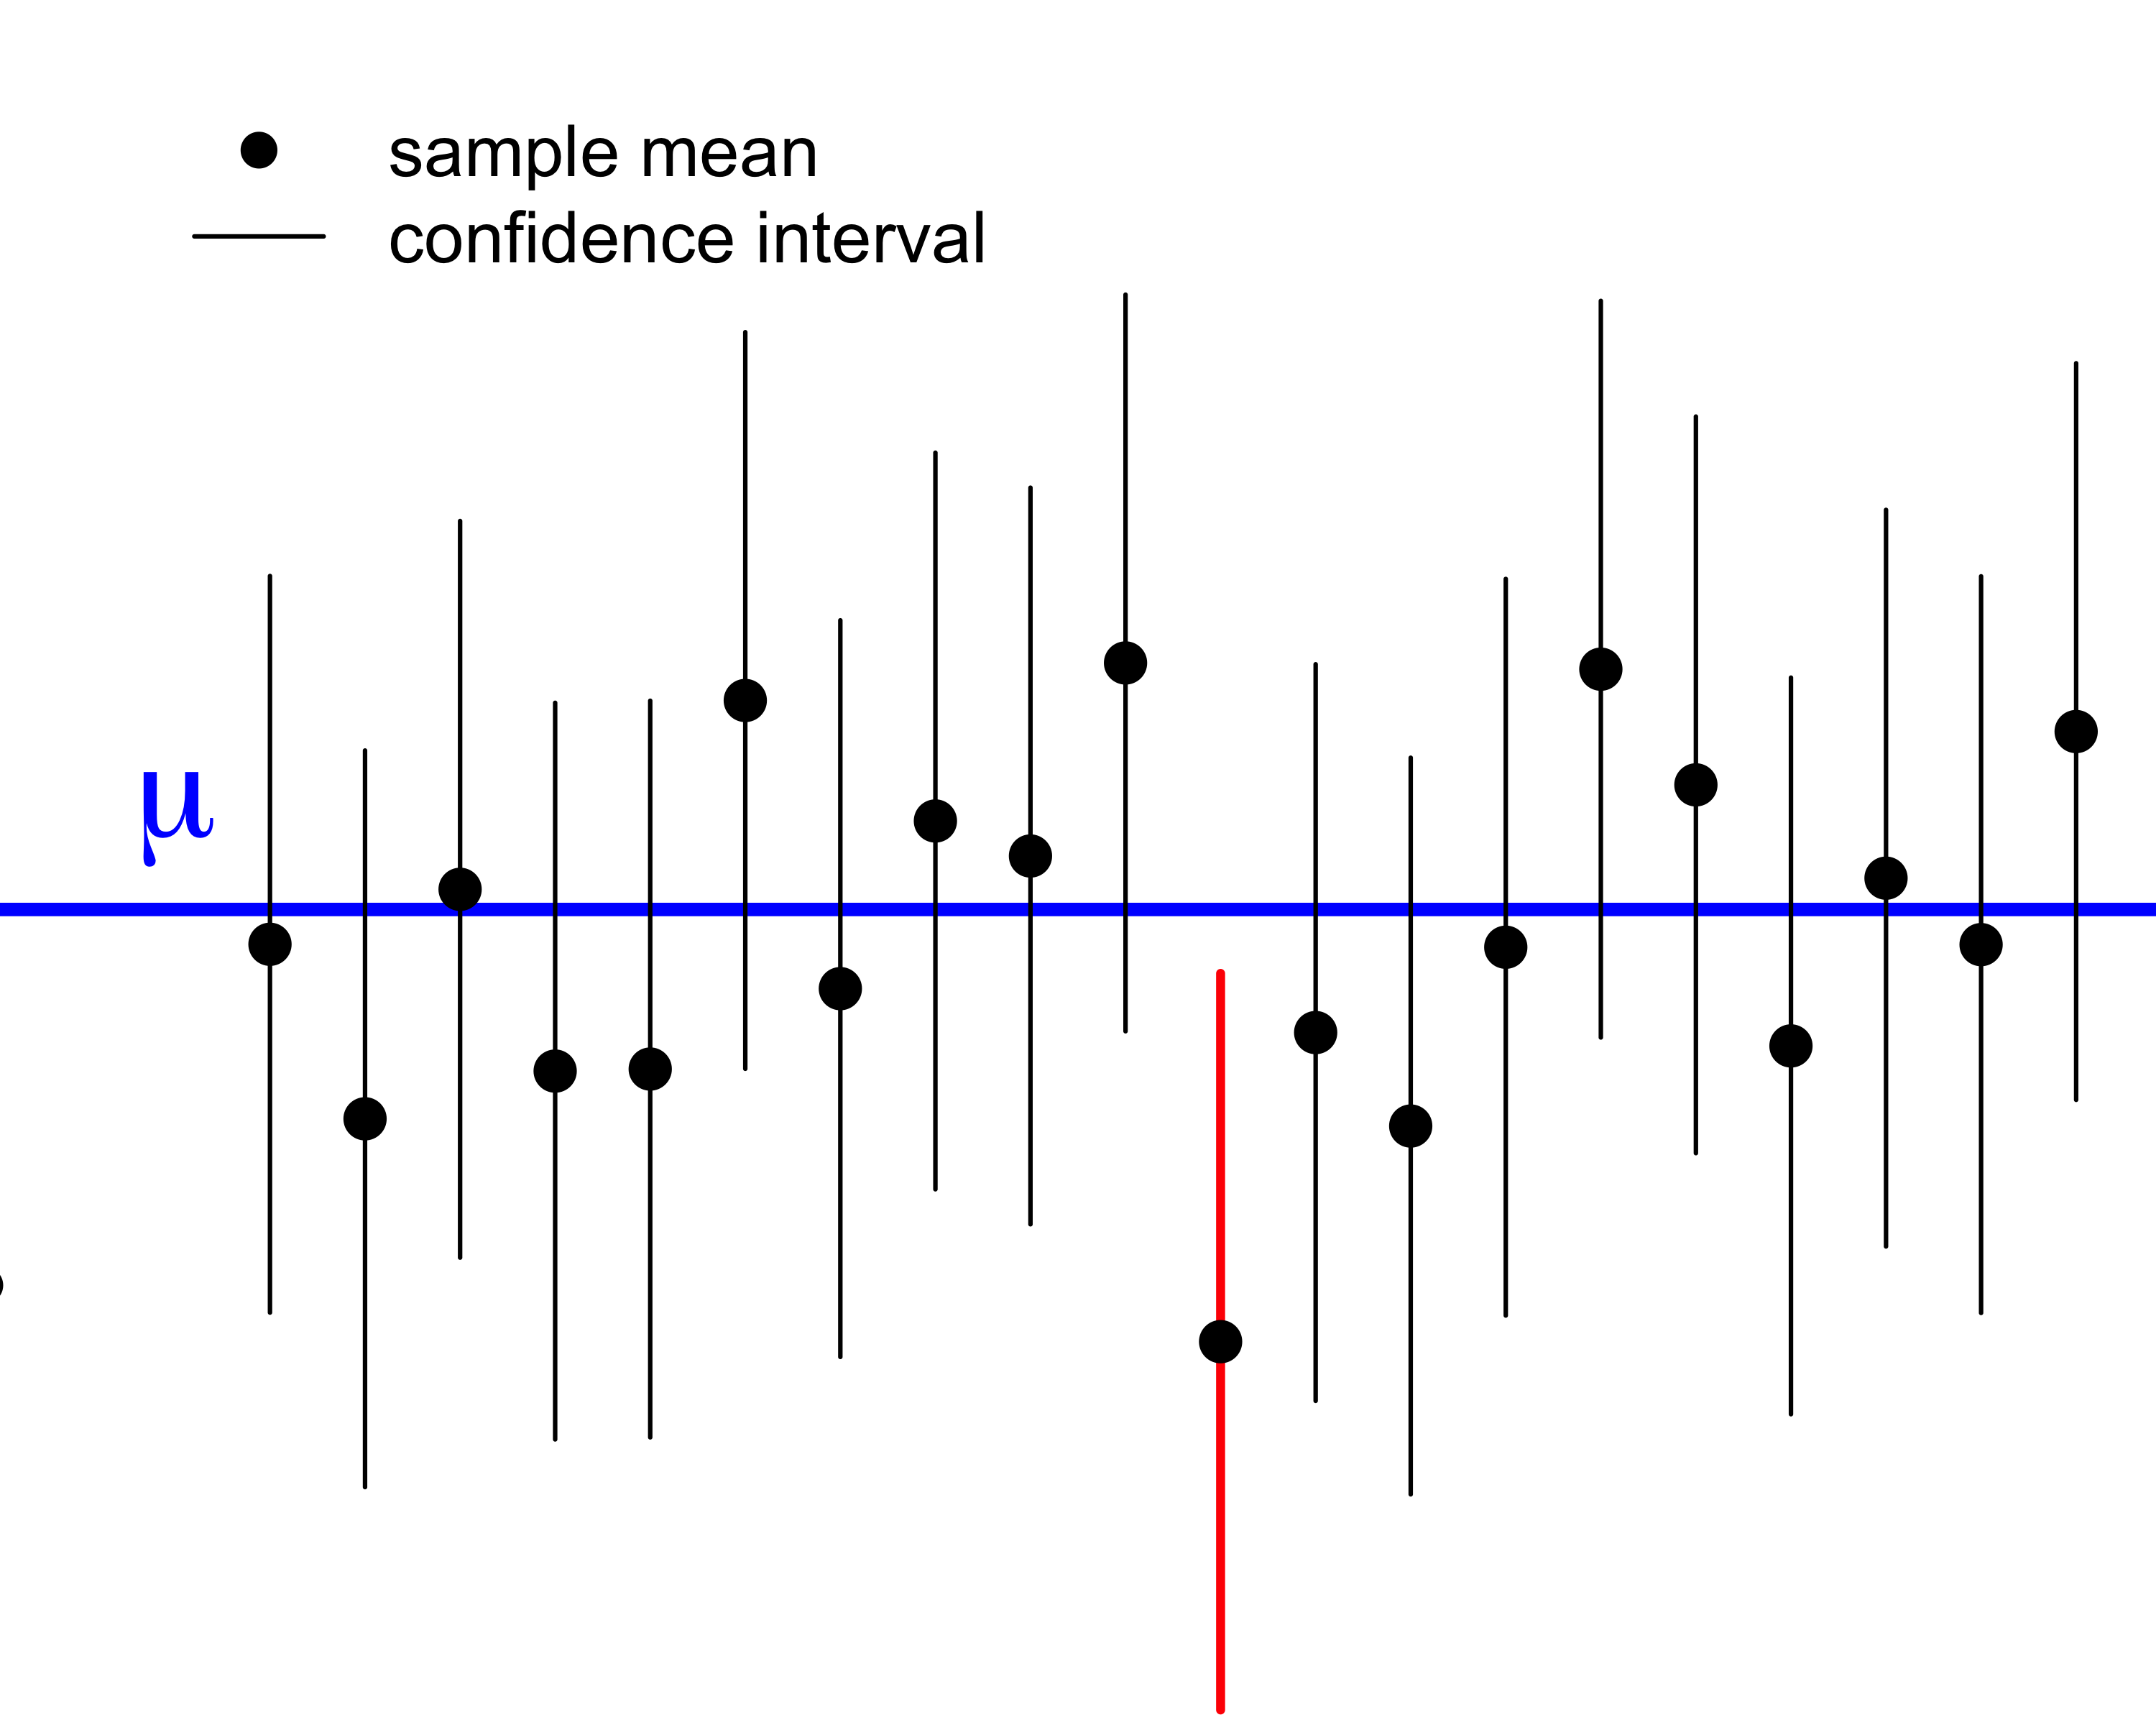 sample mean
confidence interval
μ